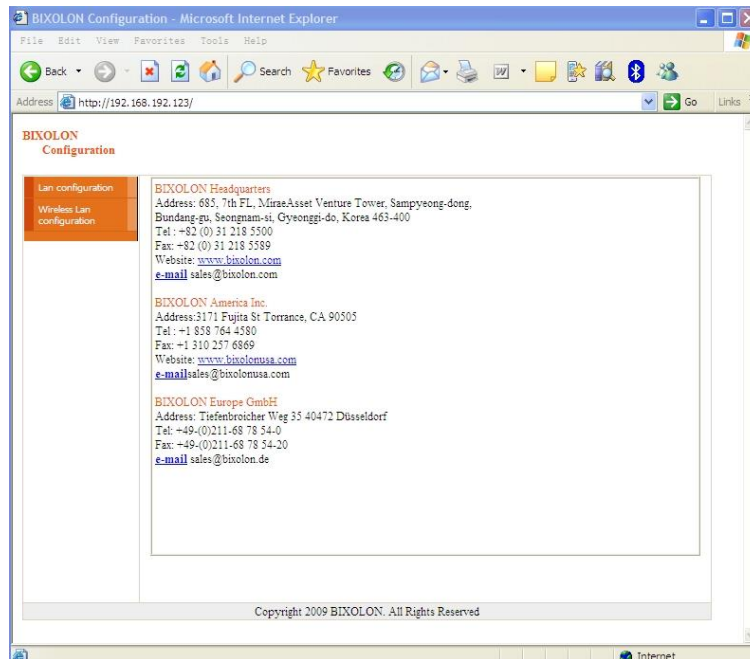 BIXOLON Configuration - Microsoft Internet Explorer
File Edit View Favorites Tools Help
Back Search Favorites
Address http://192.168.192.123/ Go Links
BIXOLON
Configuration
Lan configuration
Wireless Lan
configuration
BIXOLON Headquarters
Address: 685, 7th FL, MiraeAsset Venture Tower, Sampyeong-dong,
Bundang-gu, Seongnam-si, Gyeonggi-do, Korea 463-400
Tel : +82 (0) 31 218 5500
Fax: +82 (0) 31 218 5589
Website: www.bixolon.com
e-mail sales@bixolon.com
BIXOLON America Inc.
Address:3171 Fujita St Torrance, CA 90505
Tel : +1 858 764 4580
Fax: +1 310 257 6869
Website: www.bixolonusa.com
e-mailsales@bixolonusa.com
BIXOLON Europe GmbH
Address: Tiefenbroicher Weg 35 40472 Düsseldorf
Tel: +49-(0)211-68 78 54-0
Fax: +49-(0)211-68 78 54-20
e-mail sales@bixolon.de
Copyright 2009 BIXOLON. All Rights Reserved
Internet